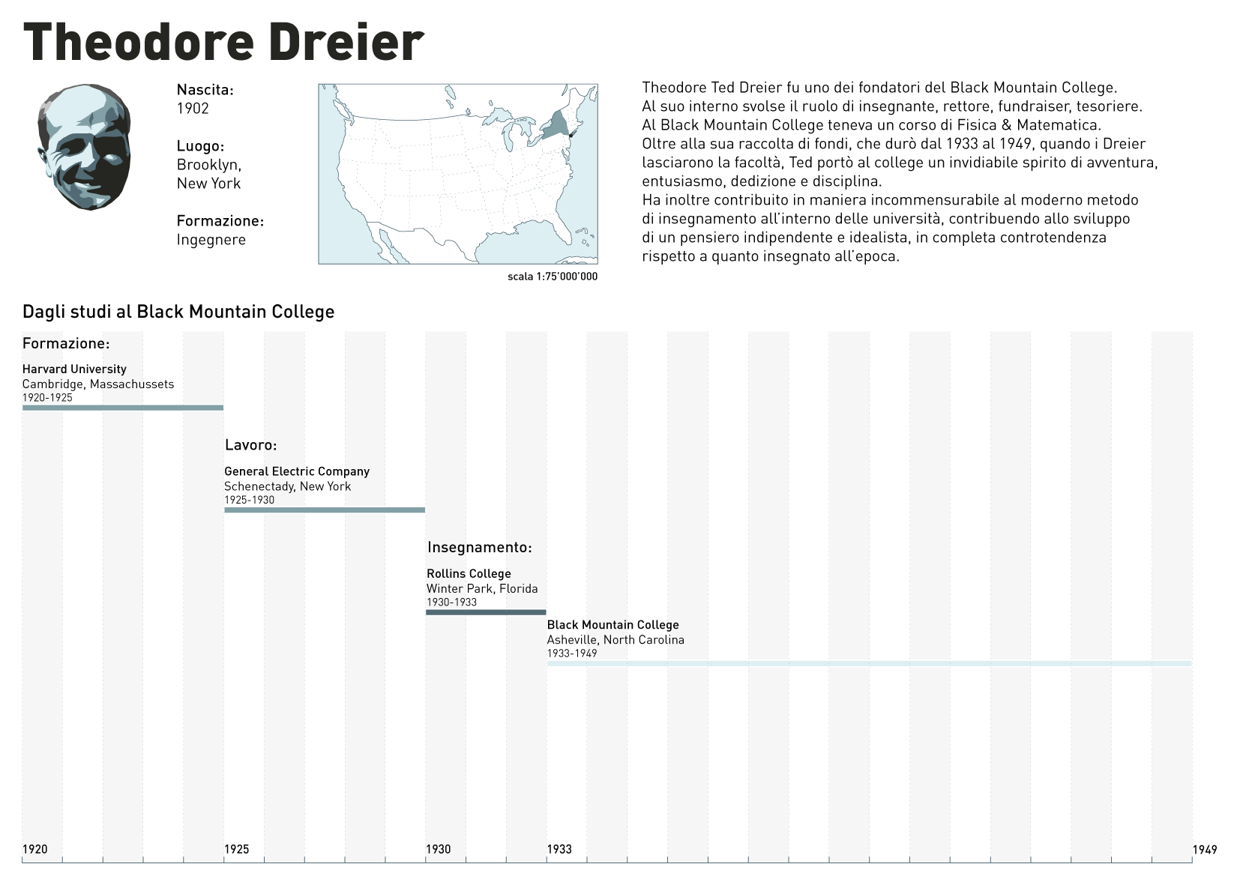 Theodore Dreier
Nascita:
1902
Luogo:
Brooklyn,
New York
Formazione:
Ingegnere
scala 1:75'000'000
Theodore Ted Dreier fu uno dei fondatori del Black Mountain College.
Al suo interno svolse il ruolo di insegnante, rettore, fundraiser, tesoriere.
Al Black Mountain College teneva un corso di Fisica & Matematica.
Oltre alla sua raccolta di fondi, che durò dal 1933 al 1949, quando i Dreier
lasciarono la facoltà, Ted portò al college un invidiabile spirito di avventura,
entusiasmo, dedizione e disciplina.
Ha inoltre contribuito in maniera incommensurabile al moderno metodo
di insegnamento all'interno delle università, contribuendo allo sviluppo
di un pensiero indipendente e idealista, in completa controtendenza
rispetto a quanto insegnato all'epoca.
Dagli studi al Black Mountain College
Formazione:
Harvard University
Cambridge, Massachussets
1920-1925
Lavoro:
General Electric Company
Schenectady, New York
1925-1930
Insegnamento:
Rollins College
Winter Park, Florida
1930-1933
Black Mountain College
Asheville, North Carolina
1933-1949
1920 1925 1930 1933 1949